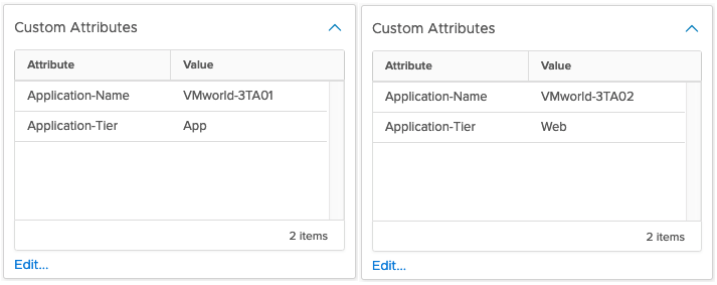 Custom Attributes
Attribute Value
Application-Name VMworld-3TA01
Application-Tier App
2 items
Edit...
Custom Attributes
Attribute Value
Application-Name VMworld-3TA02
Application-Tier Web
2 items
Edit...